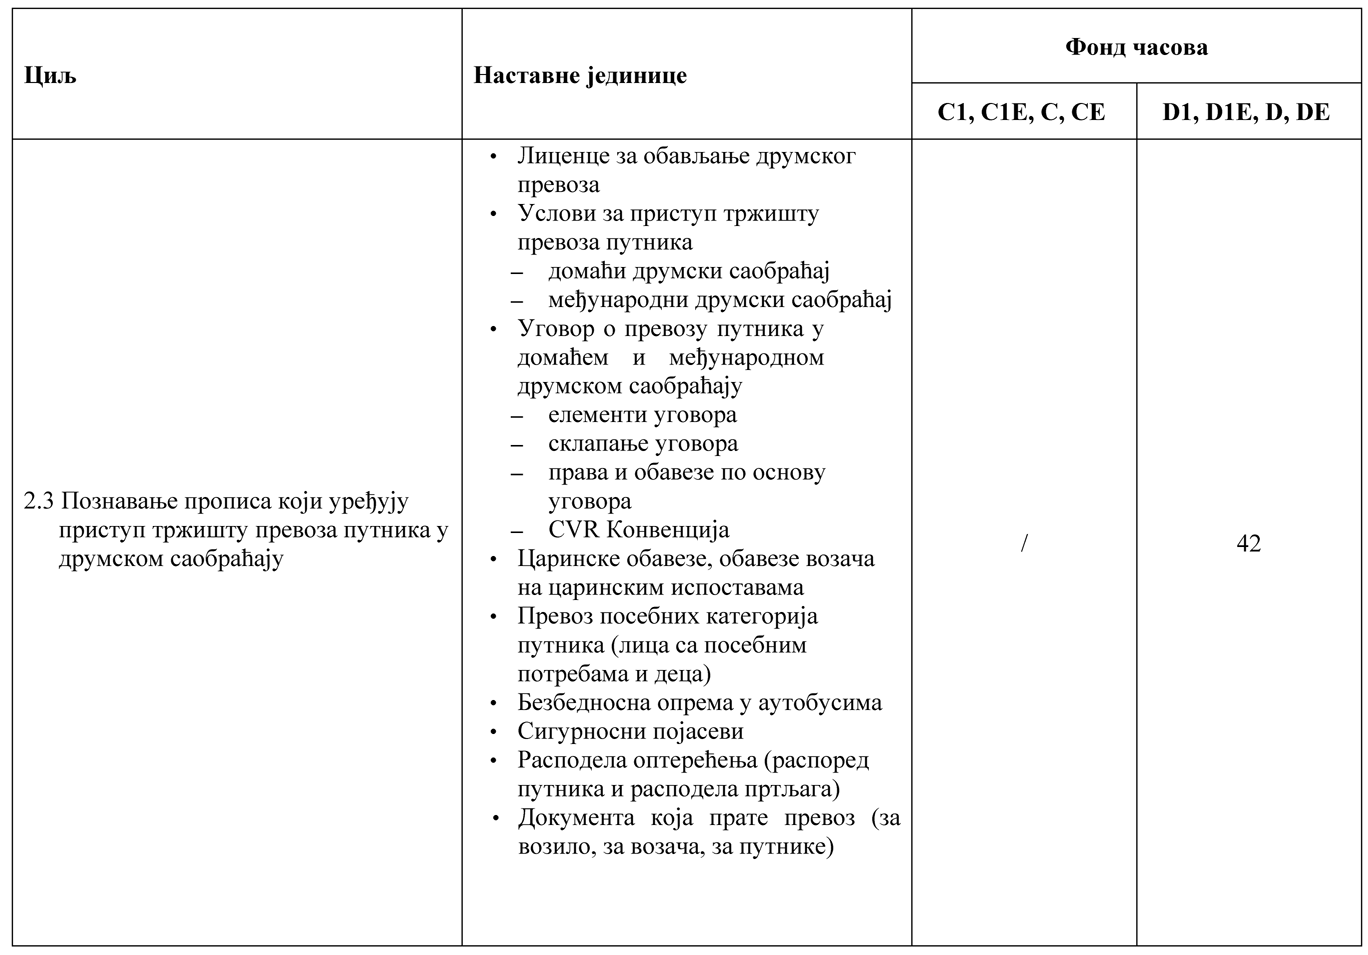 Циљ
Наставне јединице
Фонд часова
C1, C1E, C, CE
D1, D1E, D, DE
2.3 Познавање прописа који уређују
приступ тржишту превоза путника у
друмском саобраћају
• Лиценце за обављање друмског
превоза
• Услови за приступ тржишту
превоза путника
– домаћи друмски саобраћај
– међународни друмски саобраћај
• Уговор о превозу путника у
домаћем и међународном
друмском саобраћају
– елементи уговора
– склапање уговора
– права и обавезе по основу
уговора
– CVR Конвенција
• Царинске обавезе, обавезе возача
на царинским испоставама
• Превоз посебних категорија
путника (лица са посебним
потребама и деца)
• Безбедносна опрема у аутобусима
• Сигурносни појасеви
• Расподела оптерећења (распоред
путника и расподела пртљага)
• Документа која прате превоз (за
возило, за возача, за путнике)
/
42